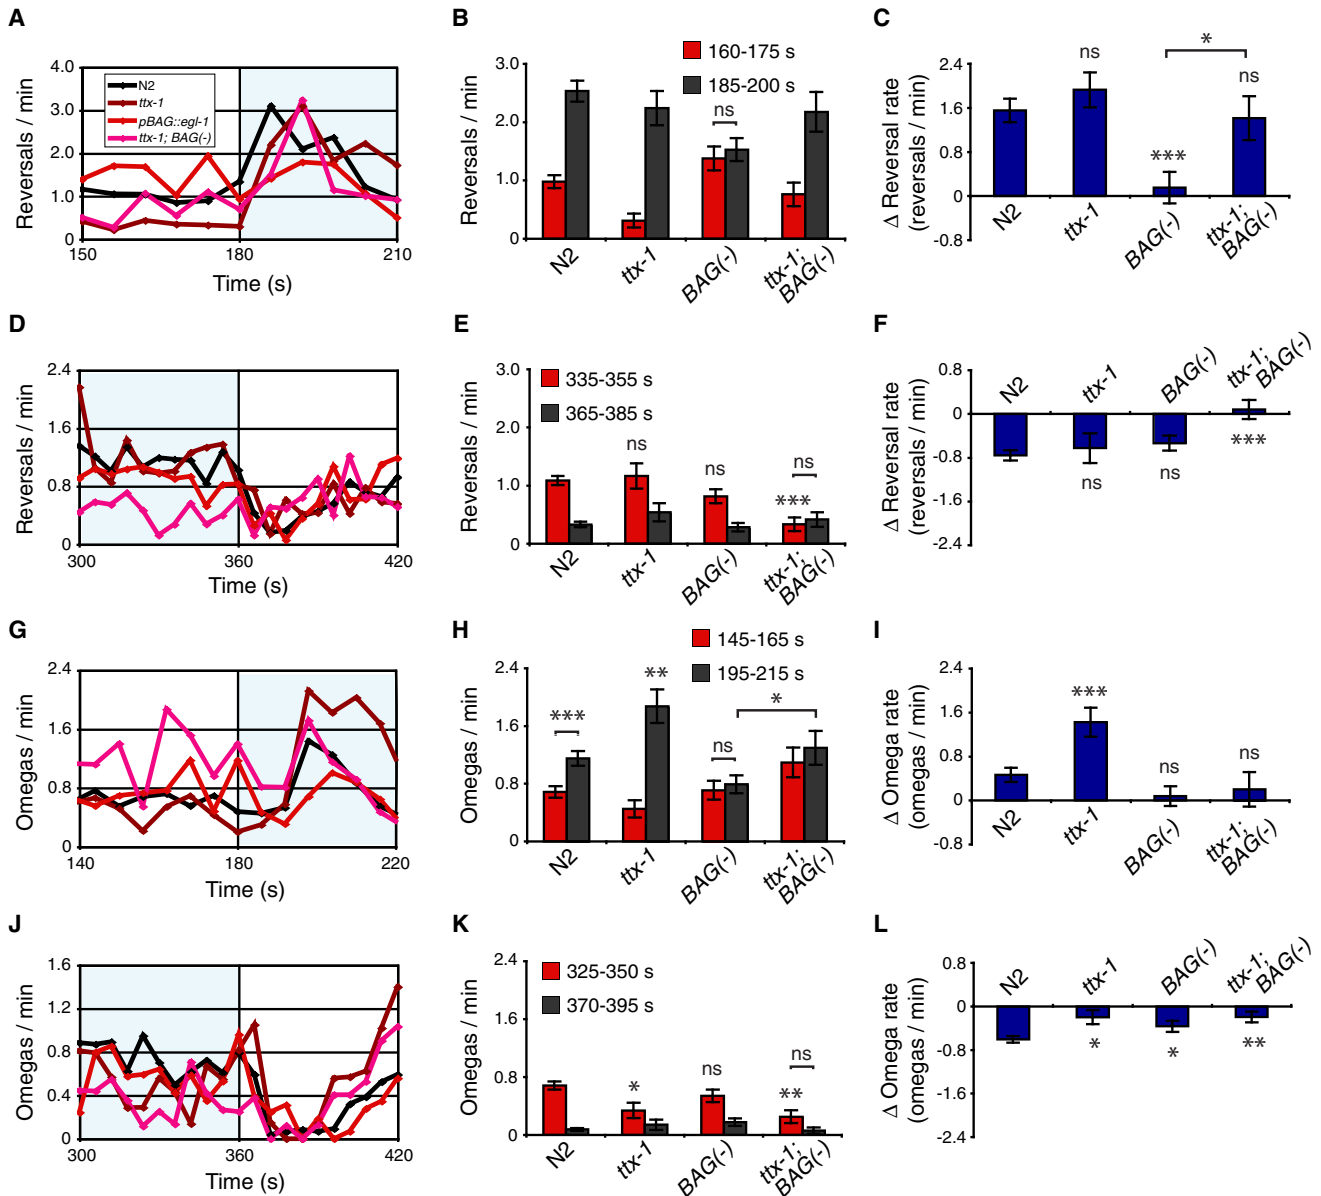 A
Reversals / min
4.0
3.0
2.0
1.0
0
150
180
210
Time (s)
N2
ttx-1
pBAG::egl-1
ttx-1; BAG(-)
B
Reversals / min
3.0
2.0
1.0
0
160-175 s
185-200 s
ns
N2
ttx-1
BAG(-)
ttx-1;
BAG(-)
C
Δ Reversal rate
(reversals / min)
2.4
1.6
0.8
0
-0.8
ns
***
*
ns
N2
ttx-1
BAG(-)
ttx-1;
BAG(-)
D
Reversals / min
2.4
1.6
0.8
0
300
360
420
Time (s)
E
Reversals / min
3.0
2.0
1.0
0
335-355 s
365-385 s
ns
ns
***
ns
N2
ttx-1
BAG(-)
ttx-1;
BAG(-)
F
Δ Reversal rate
(reversals / min)
0.8
0
-0.8
-1.6
-2.4
N2
ttx-1
BAG(-)
ttx-1;
BAG(-)
ns
ns
***
G
Omegas / min
2.4
1.6
0.8
0
140
180
220
Time (s)
H
Omegas / min
2.4
1.6
0.8
0
145-165 s
195-215 s
***
**
ns
*
N2
ttx-1
BAG(-)
ttx-1;
BAG(-)
I
Δ Omega rate
(omegas / min)
2.4
1.6
0.8
0
-0.8
***
ns
ns
N2
ttx-1
BAG(-)
ttx-1;
BAG(-)
J
Omegas / min
1.6
1.2
0.8
0.4
0
300
360
420
Time (s)
K
Omegas / min
2.4
1.6
0.8
0
325-350 s
370-395 s
*
ns
**
ns
N2
ttx-1
BAG(-)
ttx-1;
BAG(-)
L
Δ Omega rate
(omegas / min)
0.8
0
-0.8
-1.6
-2.4
N2
ttx-1
BAG(-)
ttx-1;
BAG(-)
*
*
**